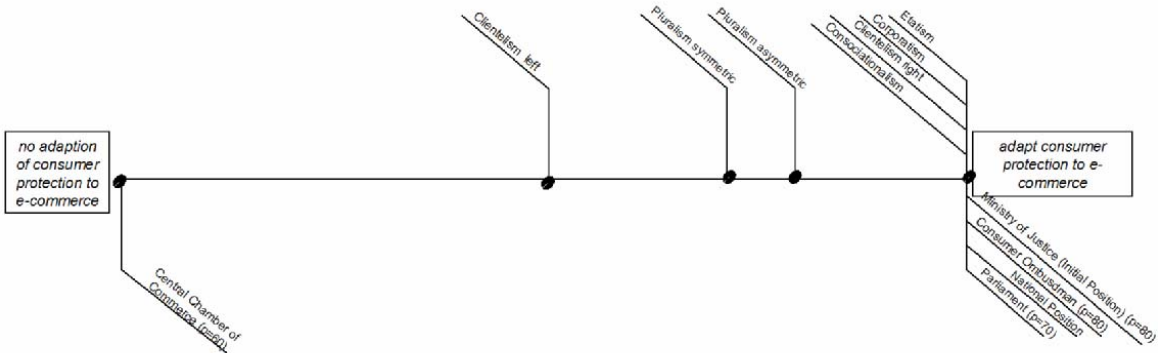 Clientelism left
Pluralism symmetric
Pluralism asymmetric
Etatism
Corporatism
Clientelism right
Consociationalism
no adaption
of consumer
protection to
e-commerce
adapt consumer
protection to e-
commerce
Central Chamber of
Commerce (p=60)
Ministry of Justice (Initial Position) (p=80)
Consumer Ombusdman (p=80)
National Position
Parliament (p=70)